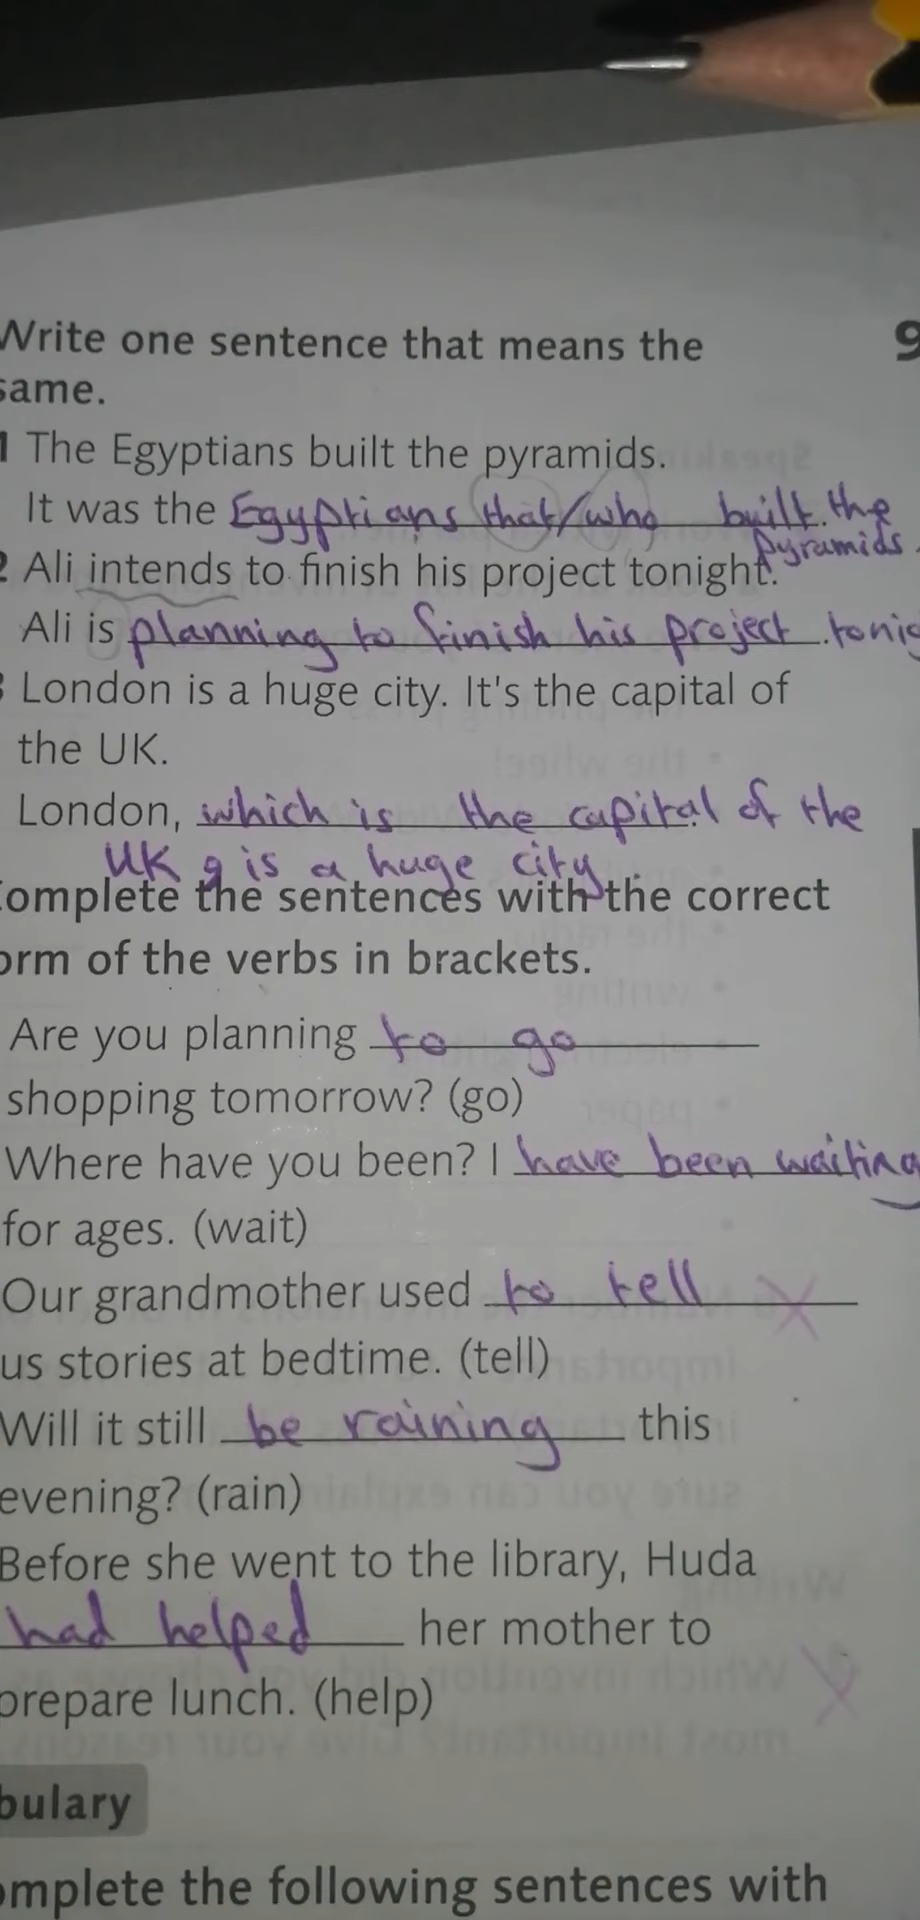 Write one sentence that means the 9
same.
1 The Egyptians built the pyramids.
It was the Egyptians that/who built. the
pyramids.
2 Ali intends to finish his project tonight.
Ali is planning to finish his project. tonig
3 London is a huge city. It's the capital of
the UK.
London, which is the capital of the
UK, is a huge city
Complete the sentences with the correct
orm of the verbs in brackets.
Are you planning to go
shopping tomorrow? (go)
Where have you been? I have been waiting
for ages. (wait)
Our grandmother used to tell
us stories at bedtime. (tell)
Will it still be raining this
evening? (rain)
Before she went to the library, Huda
had helped her mother to
prepare lunch. (help)
bulary
omplete the following sentences with